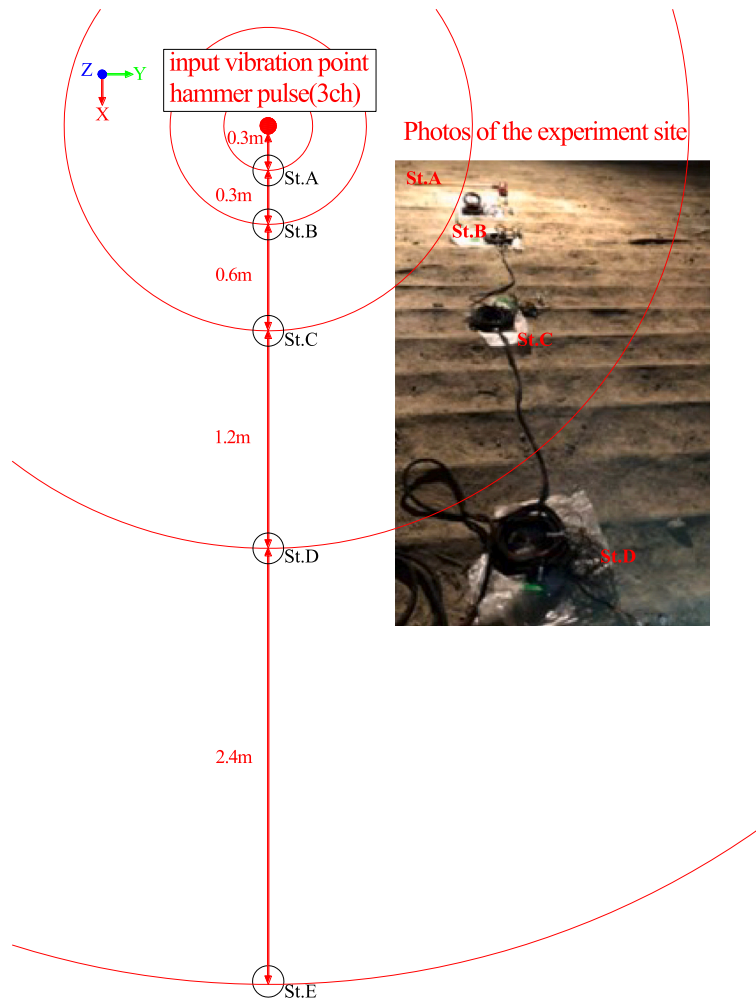 input vibration point
hammer pulse(3ch)
Z
Y
X
0.3m
St.A
0.3m
St.B
0.6m
St.C
1.2m
St.D
2.4m
St.E
Photos of the experiment site
St.A
St.B
St.C
St.D